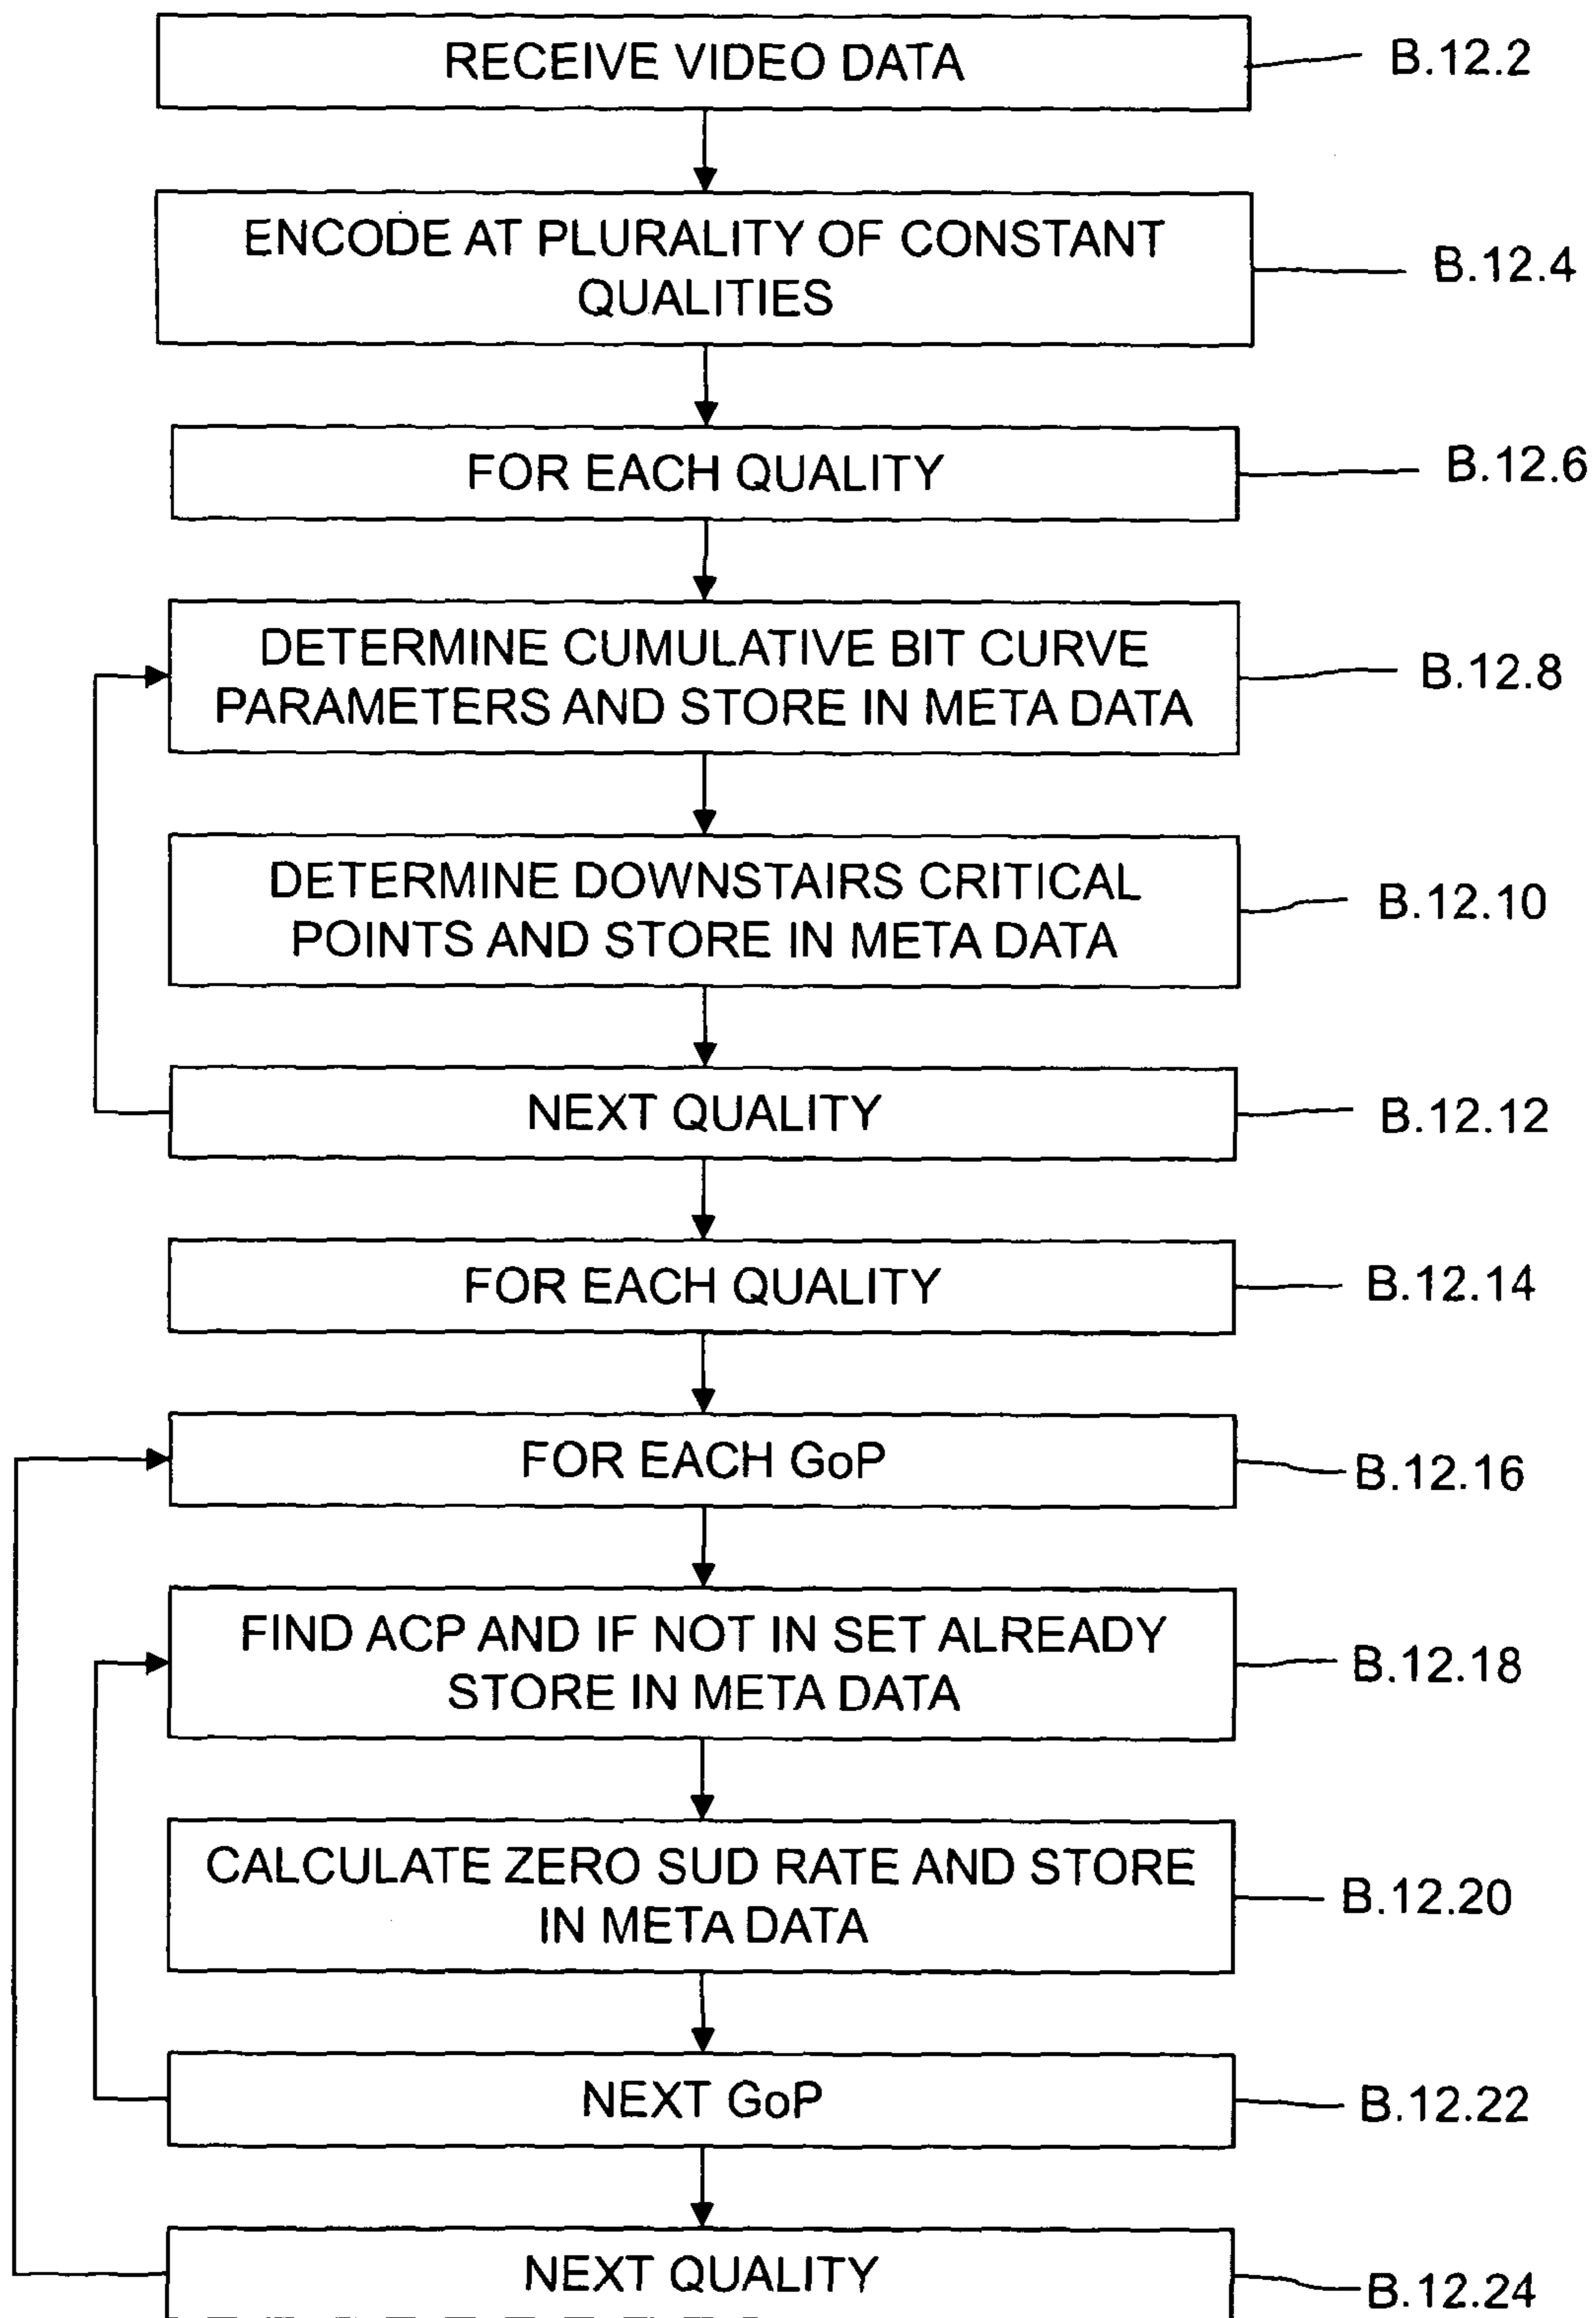 RECEIVE VIDEO DATA
B.12.2
ENCODE AT PLURALITY OF CONSTANT
QUALITIES
B.12.4
FOR EACH QUALITY
B.12.6
DETERMINE CUMULATIVE BIT CURVE
PARAMETERS AND STORE IN META DATA
B.12.8
DETERMINE DOWNSTAIRS CRITICAL
POINTS AND STORE IN META DATA
B.12.10
NEXT QUALITY
B.12.12
FOR EACH QUALITY
B.12.14
FOR EACH GoP
B.12.16
FIND ACP AND IF NOT IN SET ALREADY
STORE IN META DATA
B.12.18
CALCULATE ZERO SUD RATE AND STORE
IN META DATA
B.12.20
NEXT GoP
B.12.22
NEXT QUALITY
B.12.24